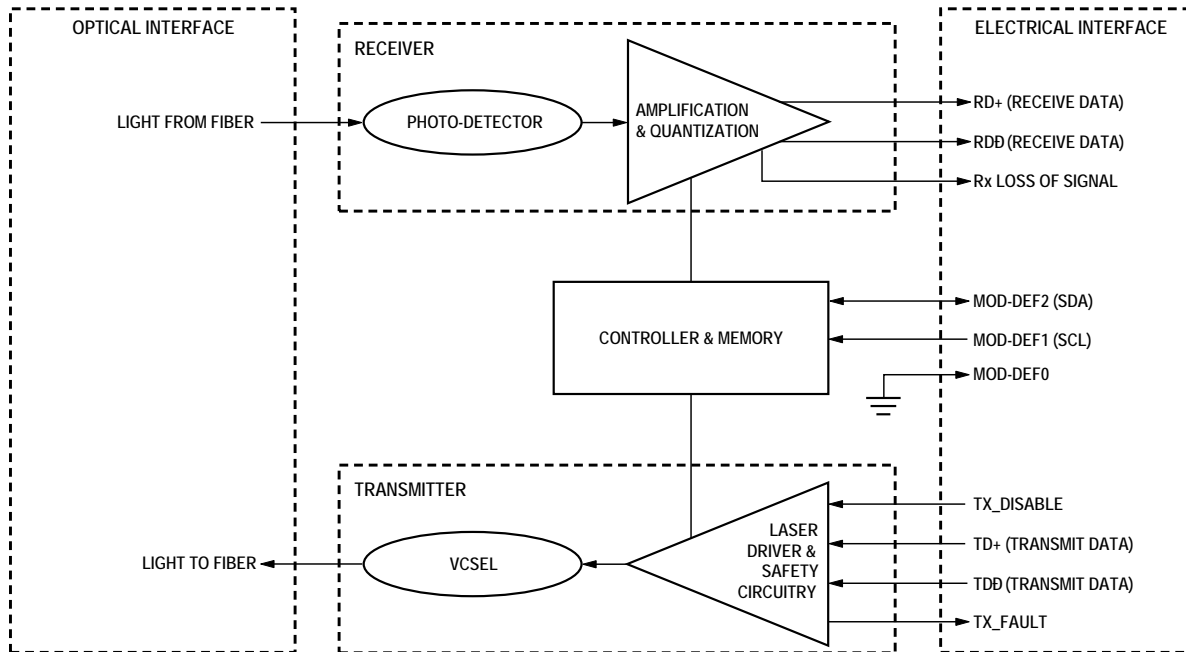 OPTICAL INTERFACE
RECEIVER
ELECTRICAL INTERFACE
LIGHT FROM FIBER
PHOTO-DETECTOR
AMPLIFICATION
& QUANTIZATION
RD+ (RECEIVE DATA)
RDÐ (RECEIVE DATA)
Rx LOSS OF SIGNAL
CONTROLLER & MEMORY
MOD-DEF2 (SDA)
MOD-DEF1 (SCL)
MOD-DEF0
TRANSMITTER
LIGHT TO FIBER
VCSEL
LASER
DRIVER &
SAFETY
CIRCUITRY
TX_DISABLE
TD+ (TRANSMIT DATA)
TDÐ (TRANSMIT DATA)
TX_FAULT